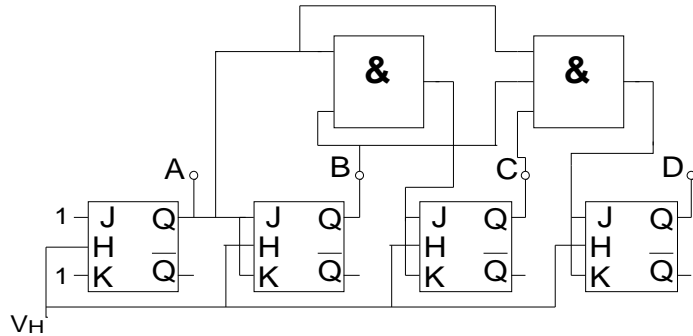 & &
A B C D
1 J Q J Q J Q J Q
H H H H
1 K Q K Q K Q K Q
VH